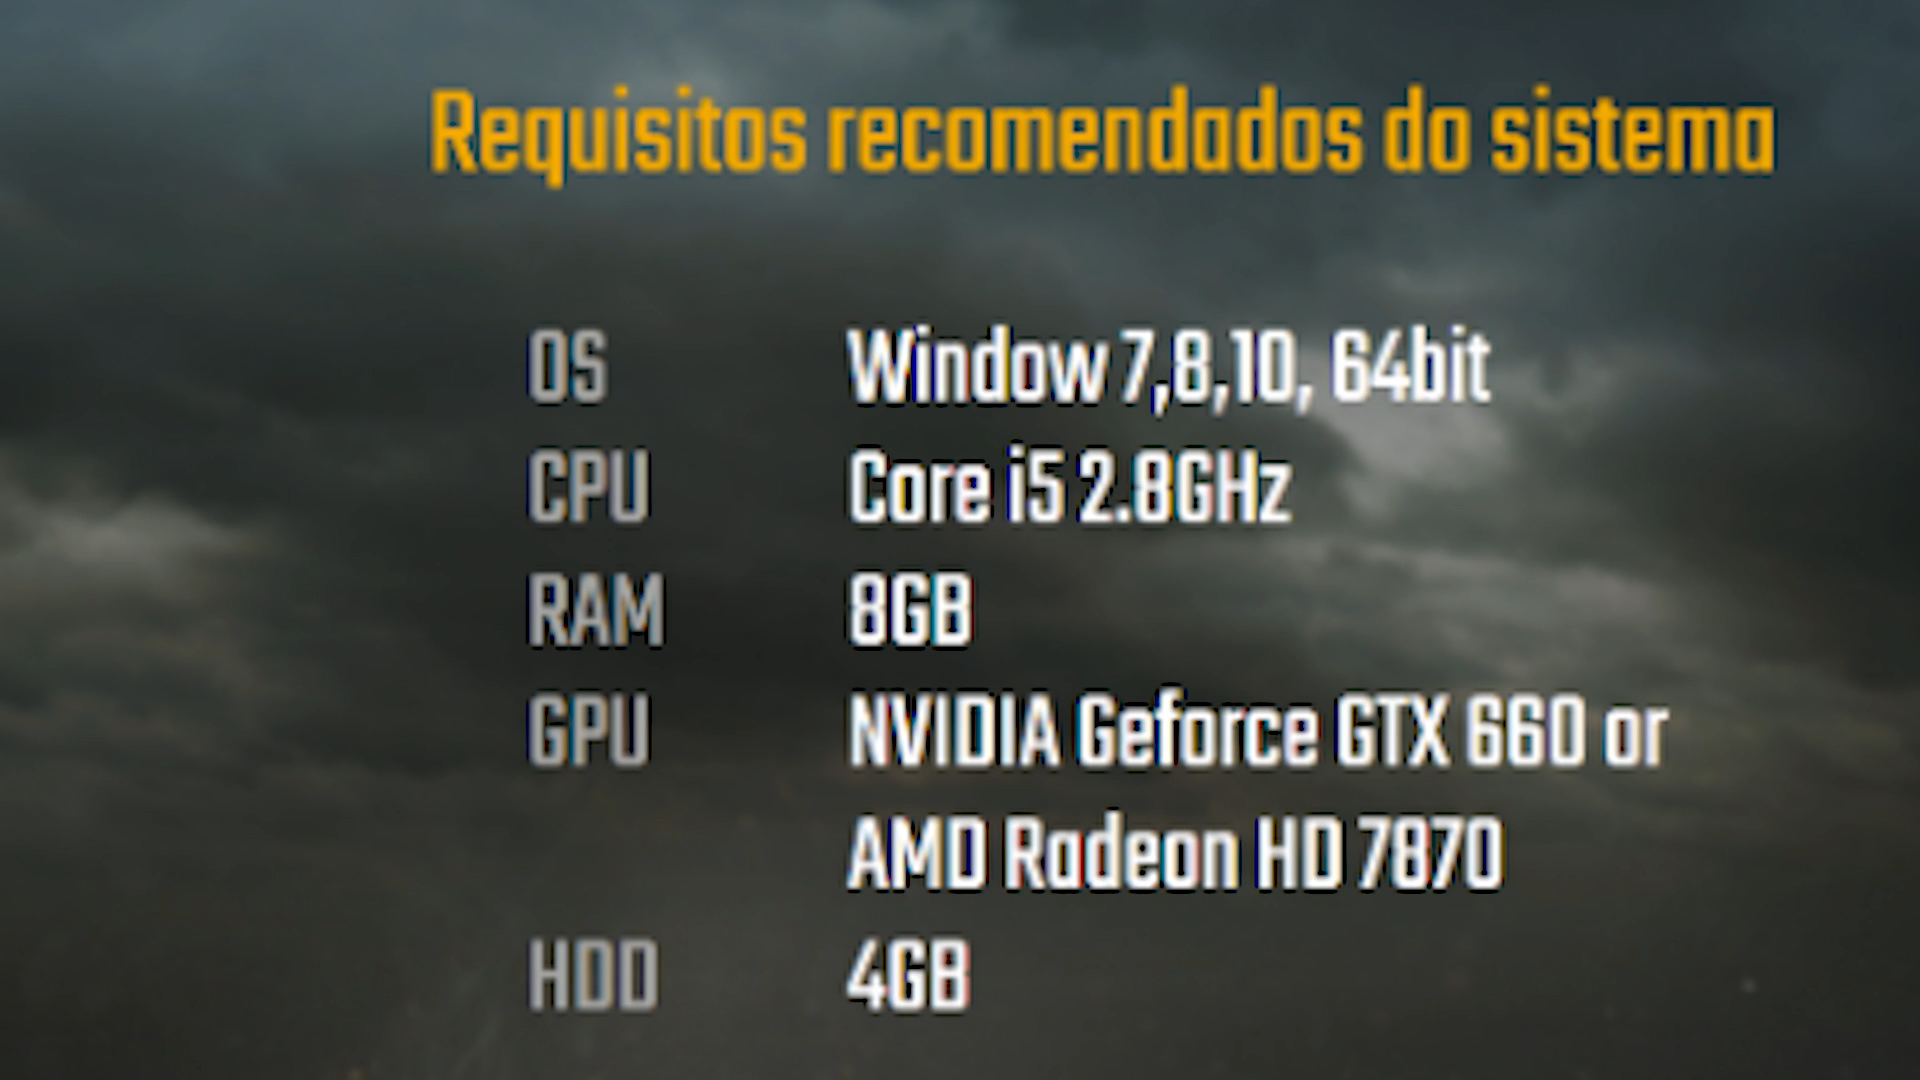 Requisitos recomendados do sistema
OS Window 7,8,10, 64bit
CPU Core i5 2.8GHz
RAM 8GB
GPU NVIDIA Geforce GTX 660 or
AMD Radeon HD 7870
HDD 4GB